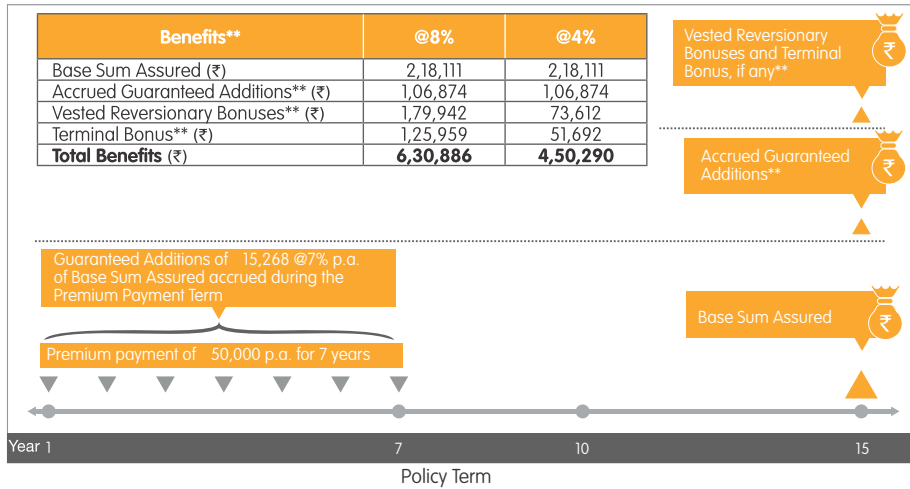 Benefits** @8% @4%
Base Sum Assured (₹) 2,18,111 2,18,111
Accrued Guaranteed Additions** (₹) 1,06,874 1,06,874
Vested Reversionary Bonuses** (₹) 1,79,942 73,612
Terminal Bonus** (₹) 1,25,959 51,692
Total Benefits (₹) 6,30,886 4,50,290
Vested Reversionary
Bonuses and Terminal
Bonus, if any**
₹
Accrued Guaranteed
Additions**
₹
Guaranteed Additions of 15,268 @7% p.a.
of Base Sum Assured accrued during the
Premium Payment Term
Base Sum Assured
₹
Premium payment of 50,000 p.a. for 7 years
Year 1 7 10 15
Policy Term